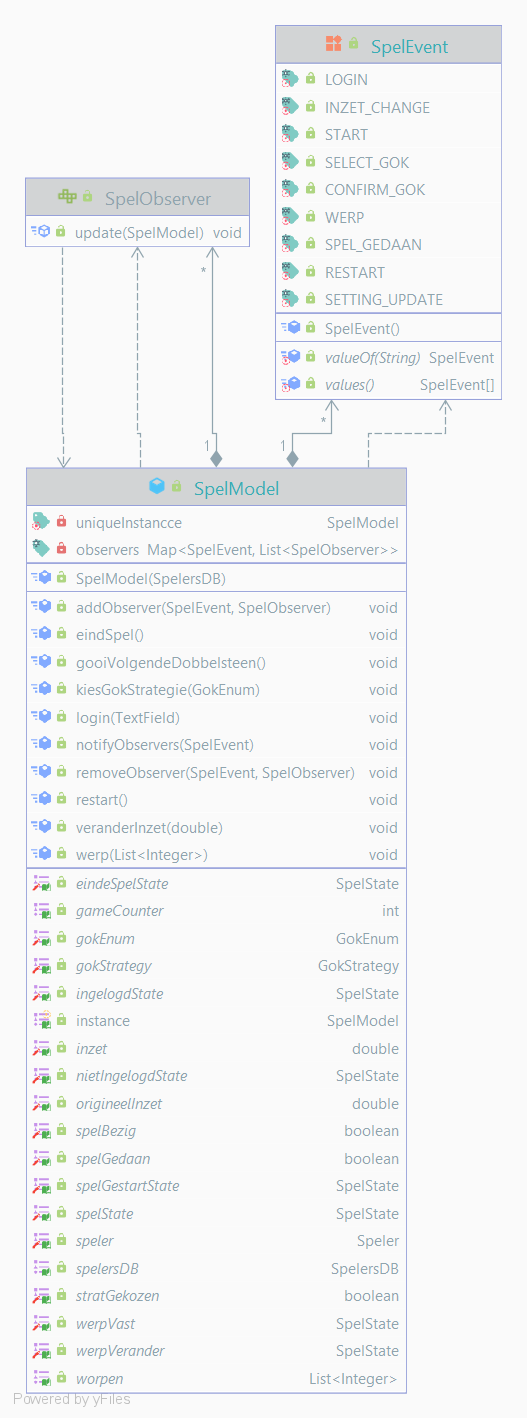 SpelEvent
LOGIN
INZET_CHANGE
START
SELECT_GOK
CONFIRM_GOK
WERP
SPEL_GEDAAN
RESTART
SETTING_UPDATE
SpelEvent()
valueOf(String) SpelEvent
values() SpelEvent[]
SpelObserver
update(SpelModel) void
*
*
1
1
SpelModel
uniqueInstancce SpelModel
observers Map<SpelEvent, List<SpelObserver>>
SpelModel(SpelersDB)
addObserver(SpelEvent, SpelObserver) void
eindSpel() void
gooiVolgendeDobbelsteen() void
kiesGokStrategie(GokEnum) void
login(TextField) void
notifyObservers(SpelEvent) void
removeObserver(SpelEvent, SpelObserver) void
restart() void
veranderInzet(double) void
werp(List<Integer>) void
eindeSpelState SpelState
gameCounter int
gokEnum GokEnum
gokStrategy GokStrategy
ingelogdState SpelState
instance SpelModel
inzet double
nietIngelogdState SpelState
origineelInzet double
spelBezig boolean
spelGedaan boolean
spelGestartState SpelState
spelState SpelState
speler Speler
spelersDB SpelersDB
stratGekozen boolean
werpVast SpelState
werpVerander SpelState
worpen List<Integer>
Powered by yFiles